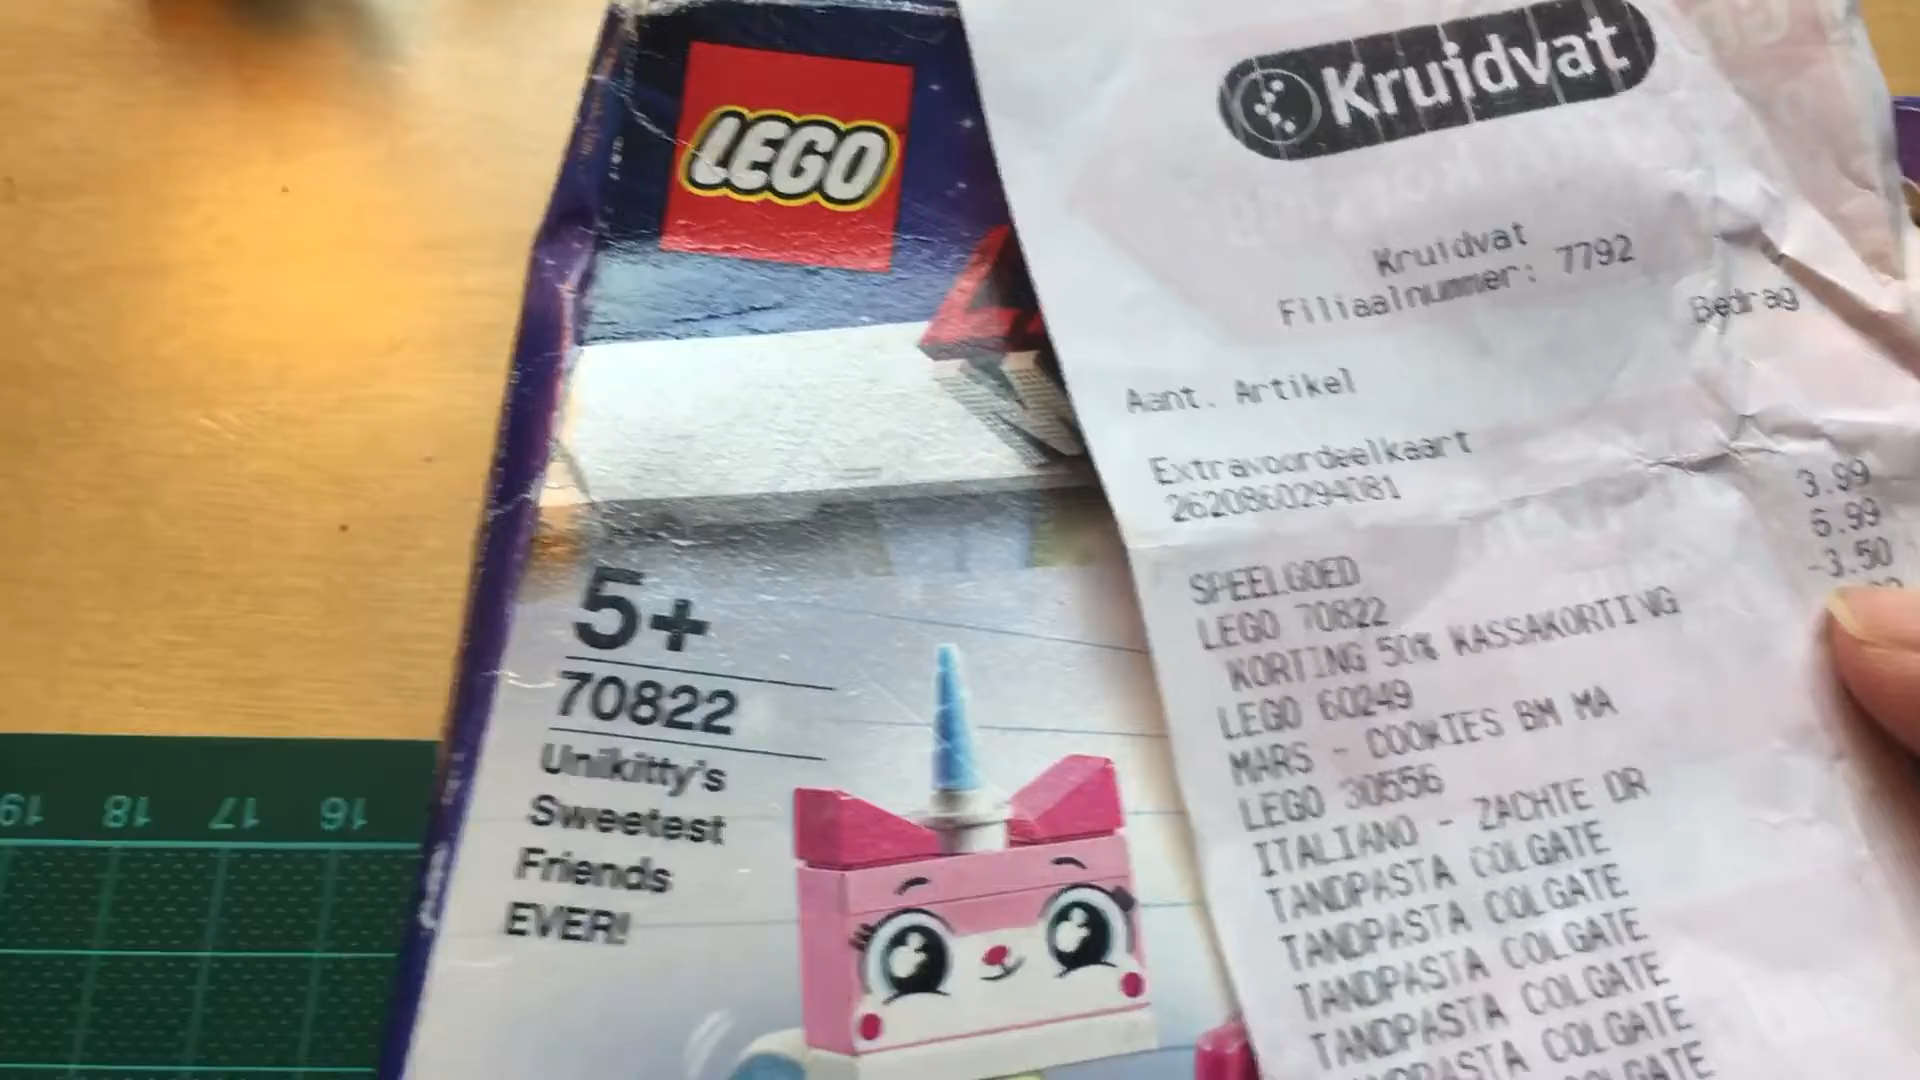 LEGO
5+
70822
Unikitty's
Sweetest
Friends
EVER!
Kruidvat
Kruidvat
Filiaalnummer: 7792
Bedrag
Aant. Artikel
Extravoordeelkaart
2620860294081
SPEELGOED 3.99
LEGO 70822 6.99
KORTING 50% KASSAKORTING -3.50
LEGO 60249
MARS - COOKIES BM MA
LEGO 30556
ITALIANO - ZACHTE DR
TANDPASTA COLGATE
TANDPASTA COLGATE
TANDPASTA COLGATE
TANDPASTA COLGATE
COLGATE
16 17 18 19